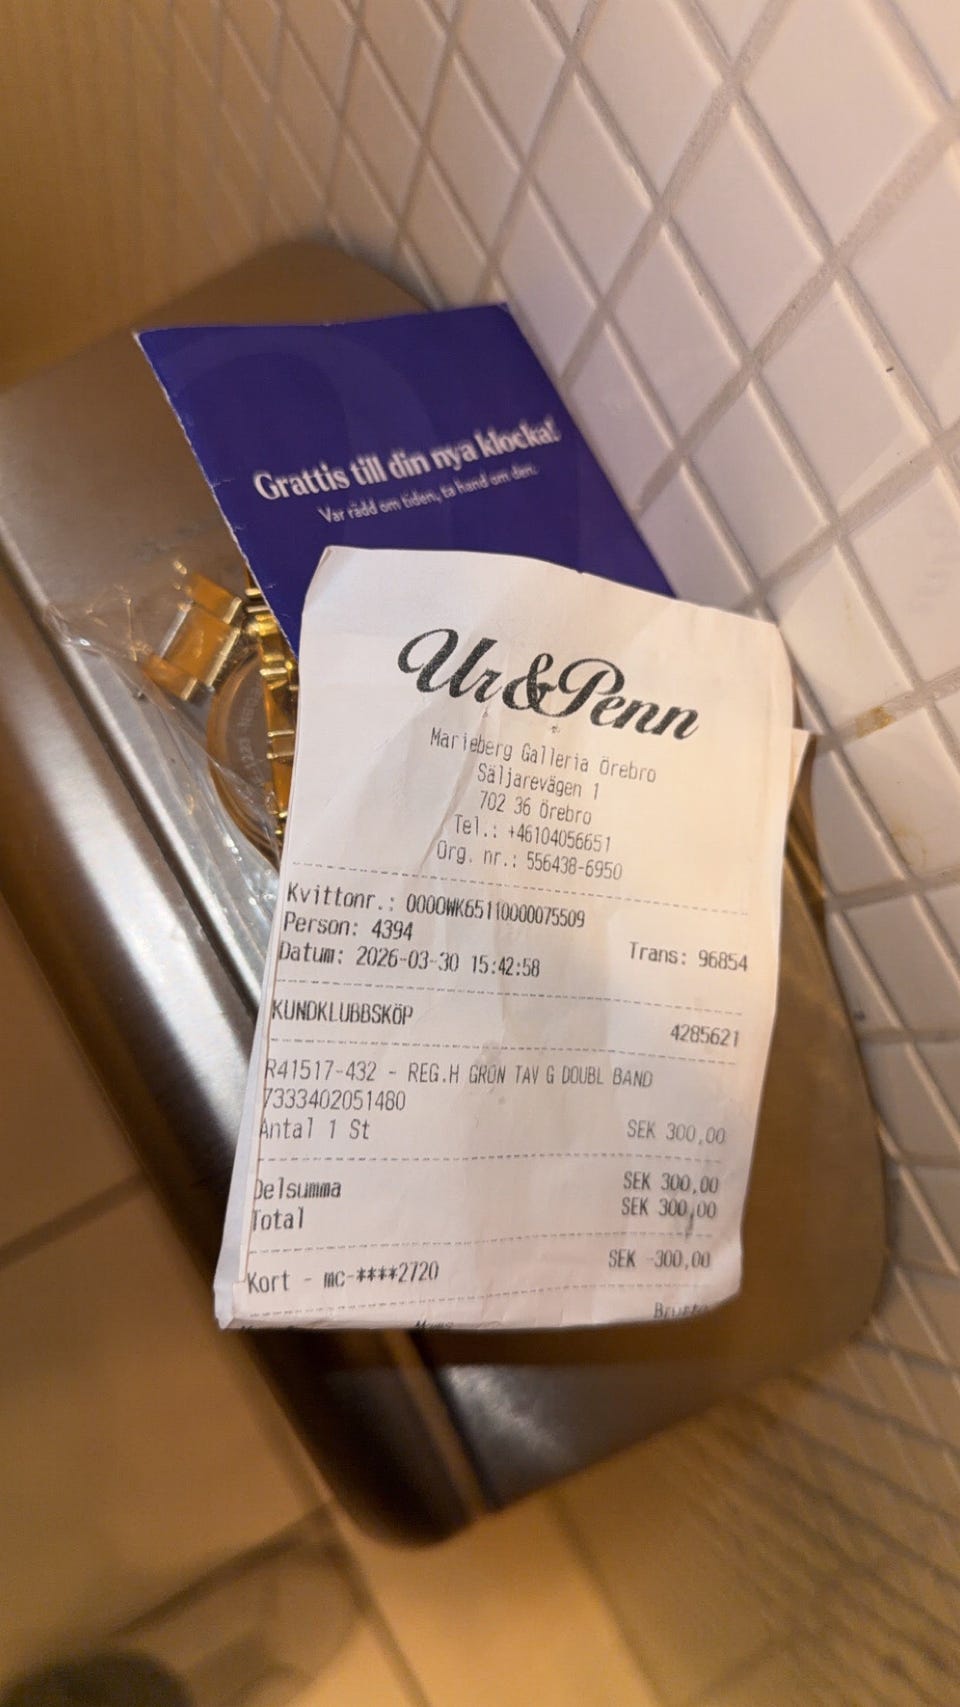 Grattis till din nya klocka!
Var rädd om tiden, ta hand om den.
Ur&Penn
Marieberg Galleria Örebro
Säljarevägen 1
702 36 Örebro
Tel.: +46104056651
Org. nr.: 556438-6950
Kvittonr.: 0000WK65110000075509
Person: 4394 Trans: 96854
Datum: 2026-03-30 15:42:58
KUNDKLUBBSKÖP 4285621
R41517-432 - REG.H GRÖN TAV G DOUBL BAND
7333402051480
Antal 1 St SEK 300,00
Delsumma SEK 300,00
Total SEK 300,00
Kort - mc-****2720 SEK -300,00
Brutto